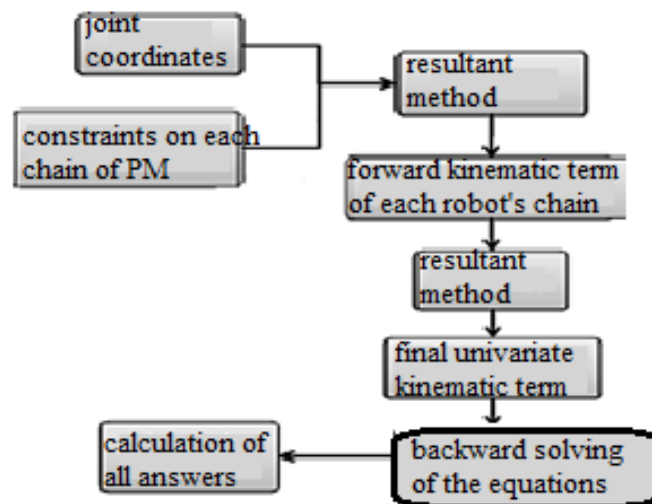 joint
coordinates
constraints on each
chain of PM
resultant
method
forward kinematic term
of each robot's chain
resultant
method
final univariate
kinematic term
backward solving
of the equations
calculation of
all answers